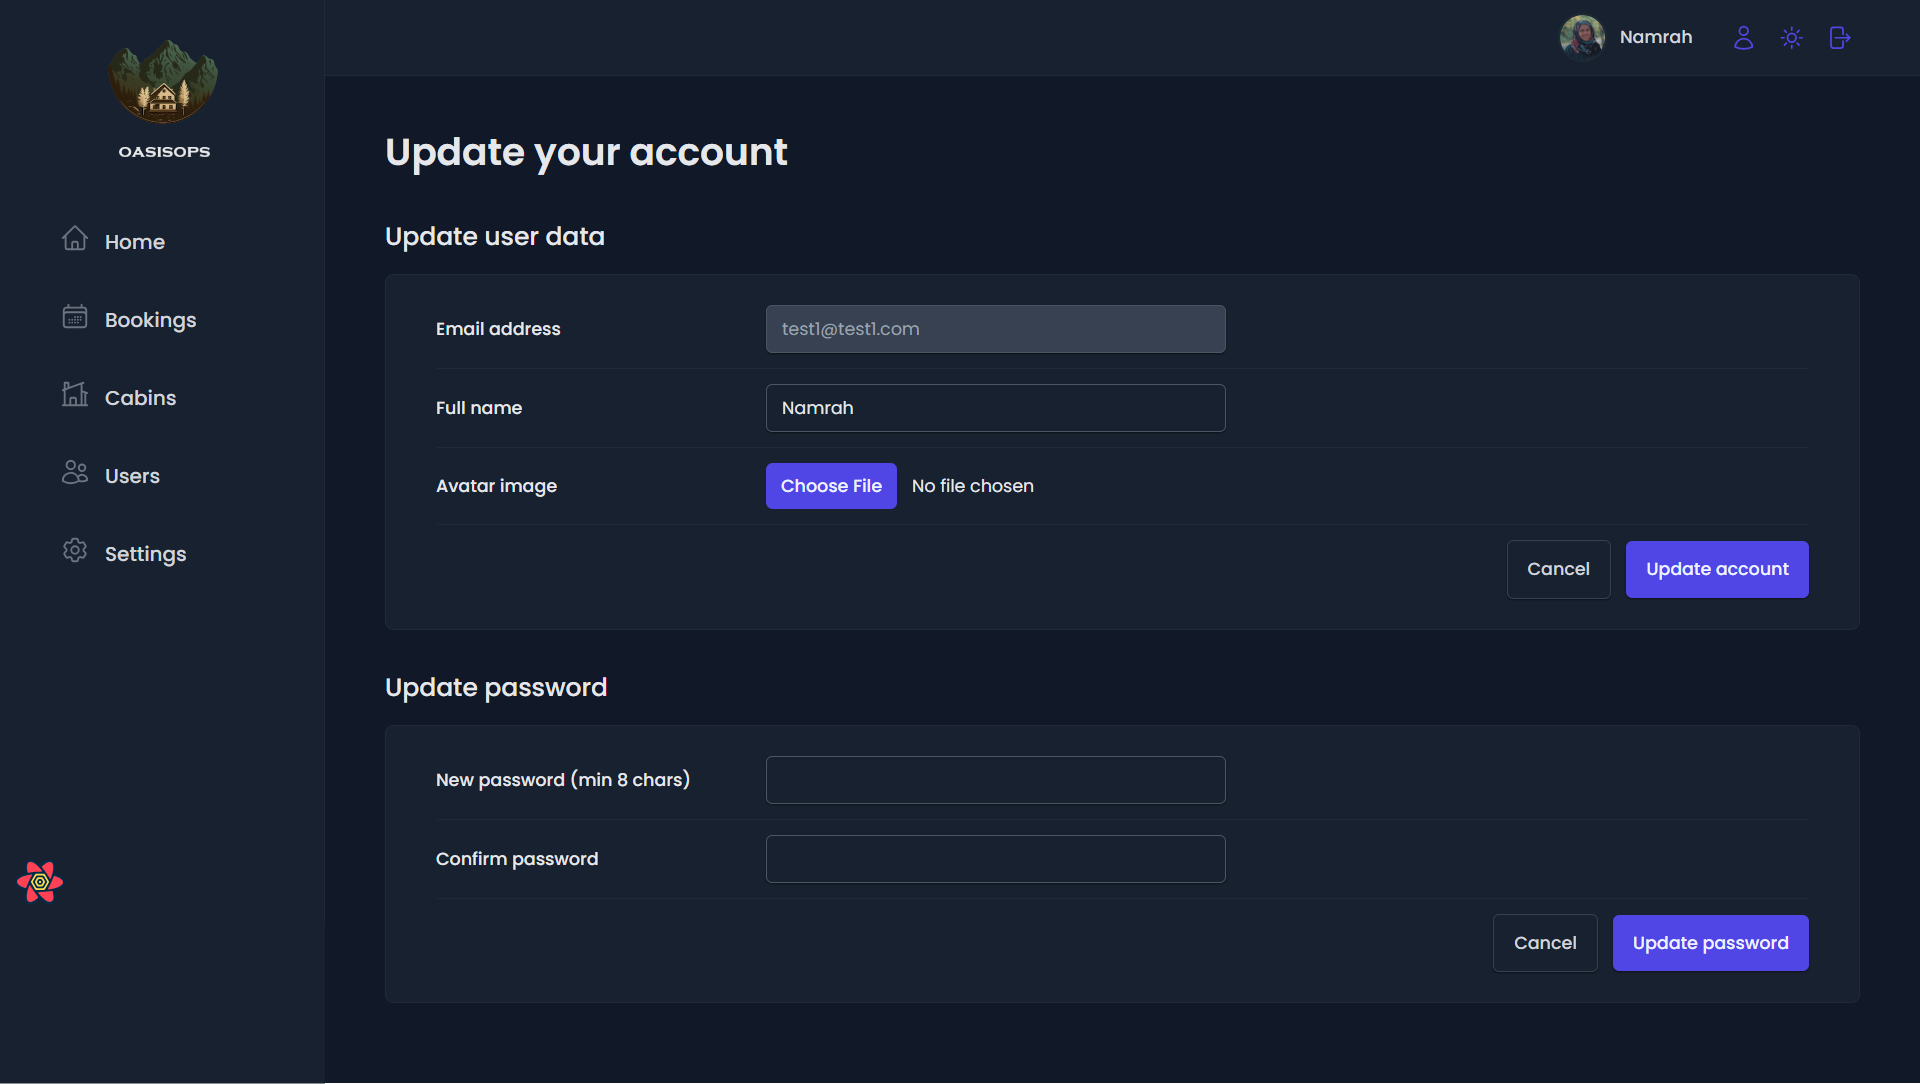 OASISOPS
Home
Bookings
Cabins
Users
Settings
Namrah
Update your account
Update user data
Email address
test1@test1.com
Full name
Namrah
Avatar image
Choose File No file chosen
Cancel
Update account
Update password
New password (min 8 chars)
Confirm password
Cancel
Update password